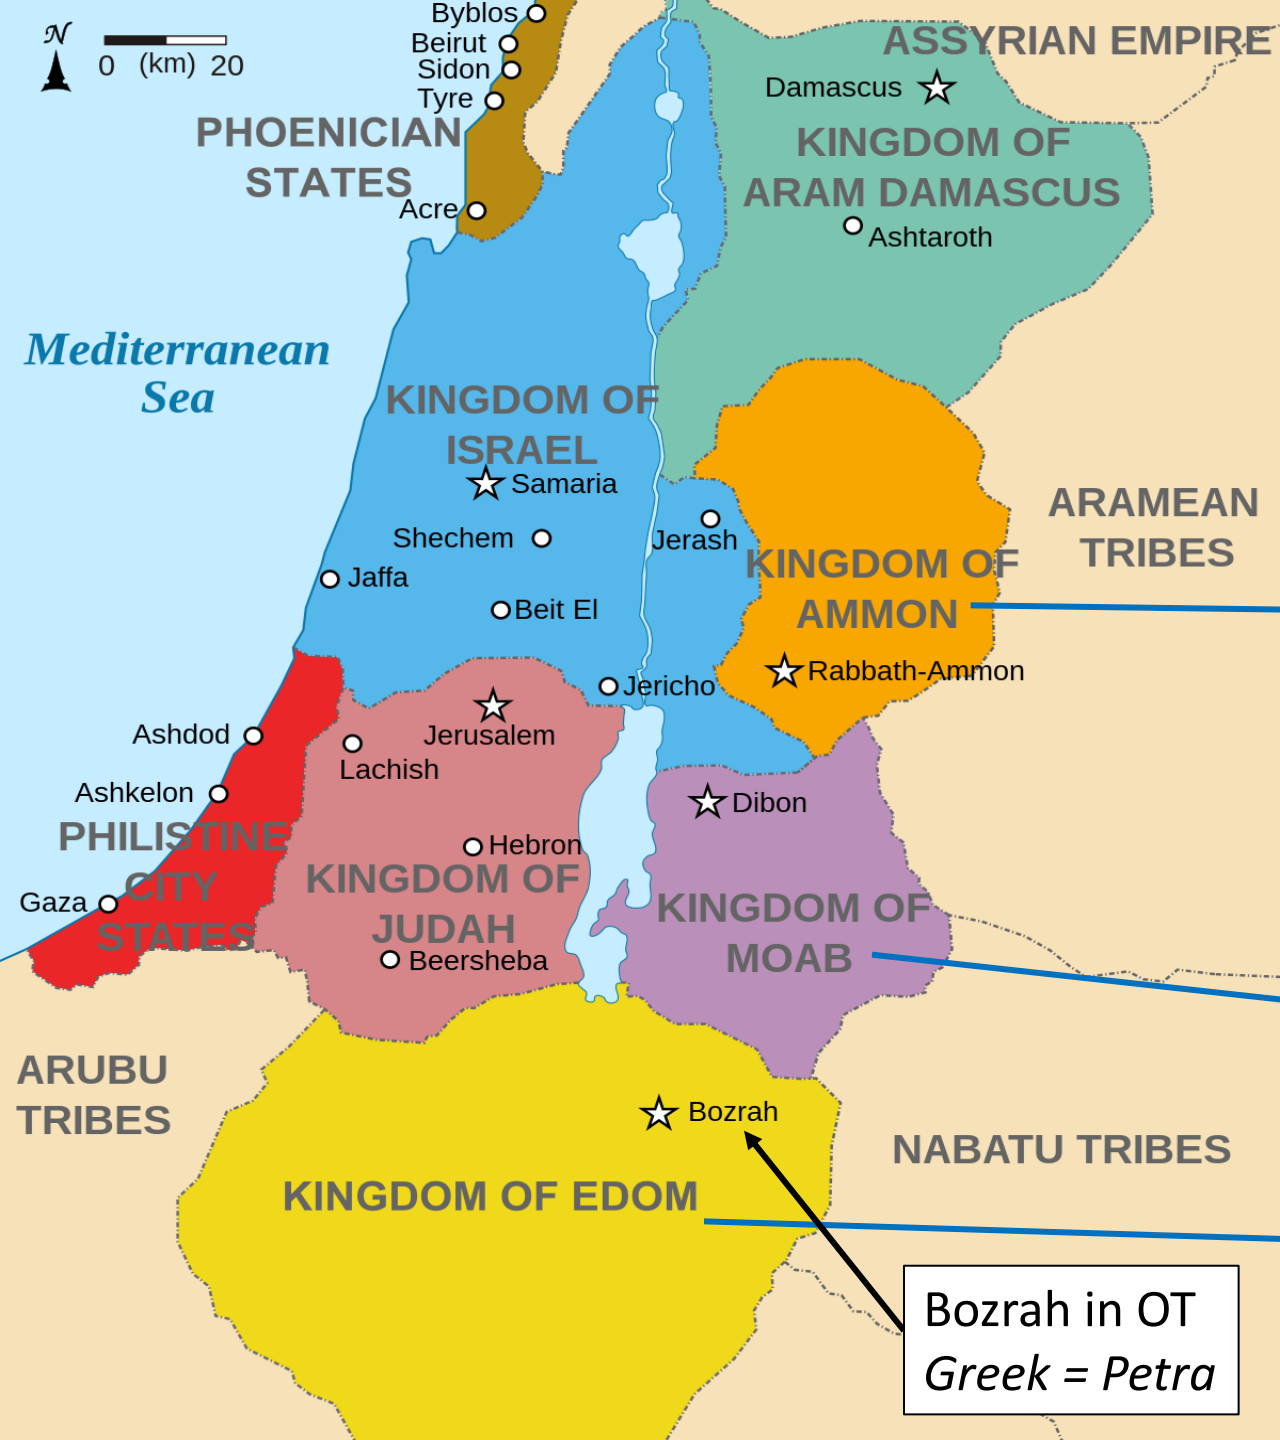 Byblos
Beirut
Sidon
Tyre
N
0 (km) 20
ASSYRIAN EMPIRE
Damascus
PHOENICIAN
STATES
KINGDOM OF
ARAM DAMASCUS
Acre
Ashtaroth
Mediterranean
Sea
KINGDOM OF
ISRAEL
Samaria
Shechem
Jerash
Jaffa
Beit El
ARAMEAN
TRIBES
KINGDOM OF
AMMON
Rabbath-Ammon
Jericho
Ashdod
Jerusalem
Lachish
Ashkelon
Dibon
PHILISTINE
CITY
STATES
Hebron
Gaza
KINGDOM OF
JUDAH
Beersheba
KINGDOM OF
MOAB
ARUBU
TRIBES
Bozrah
NABATU TRIBES
KINGDOM OF EDOM
Bozrah in OT
Greek = Petra